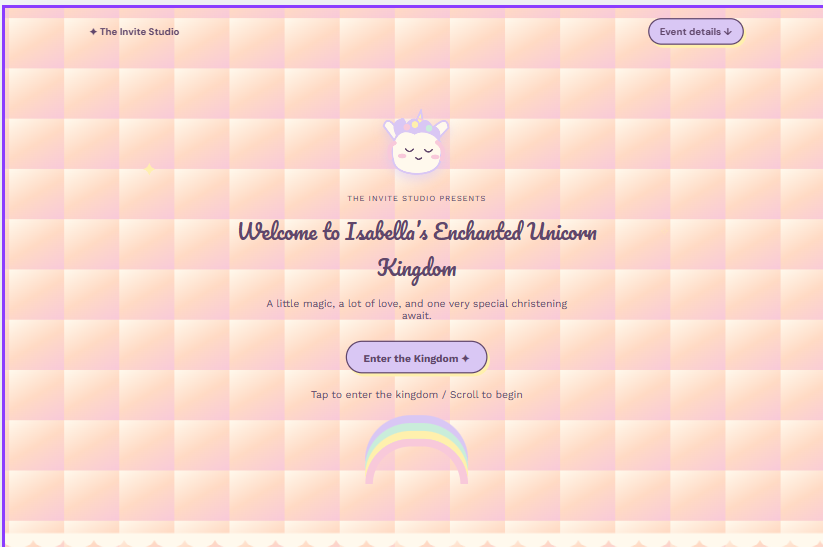 ✦ The Invite Studio
Event details ↓
THE INVITE STUDIO PRESENTS
Welcome to Isabella's Enchanted Unicorn
Kingdom
A little magic, a lot of love, and one very special christening
await.
Enter the Kingdom ✦
Tap to enter the kingdom / Scroll to begin